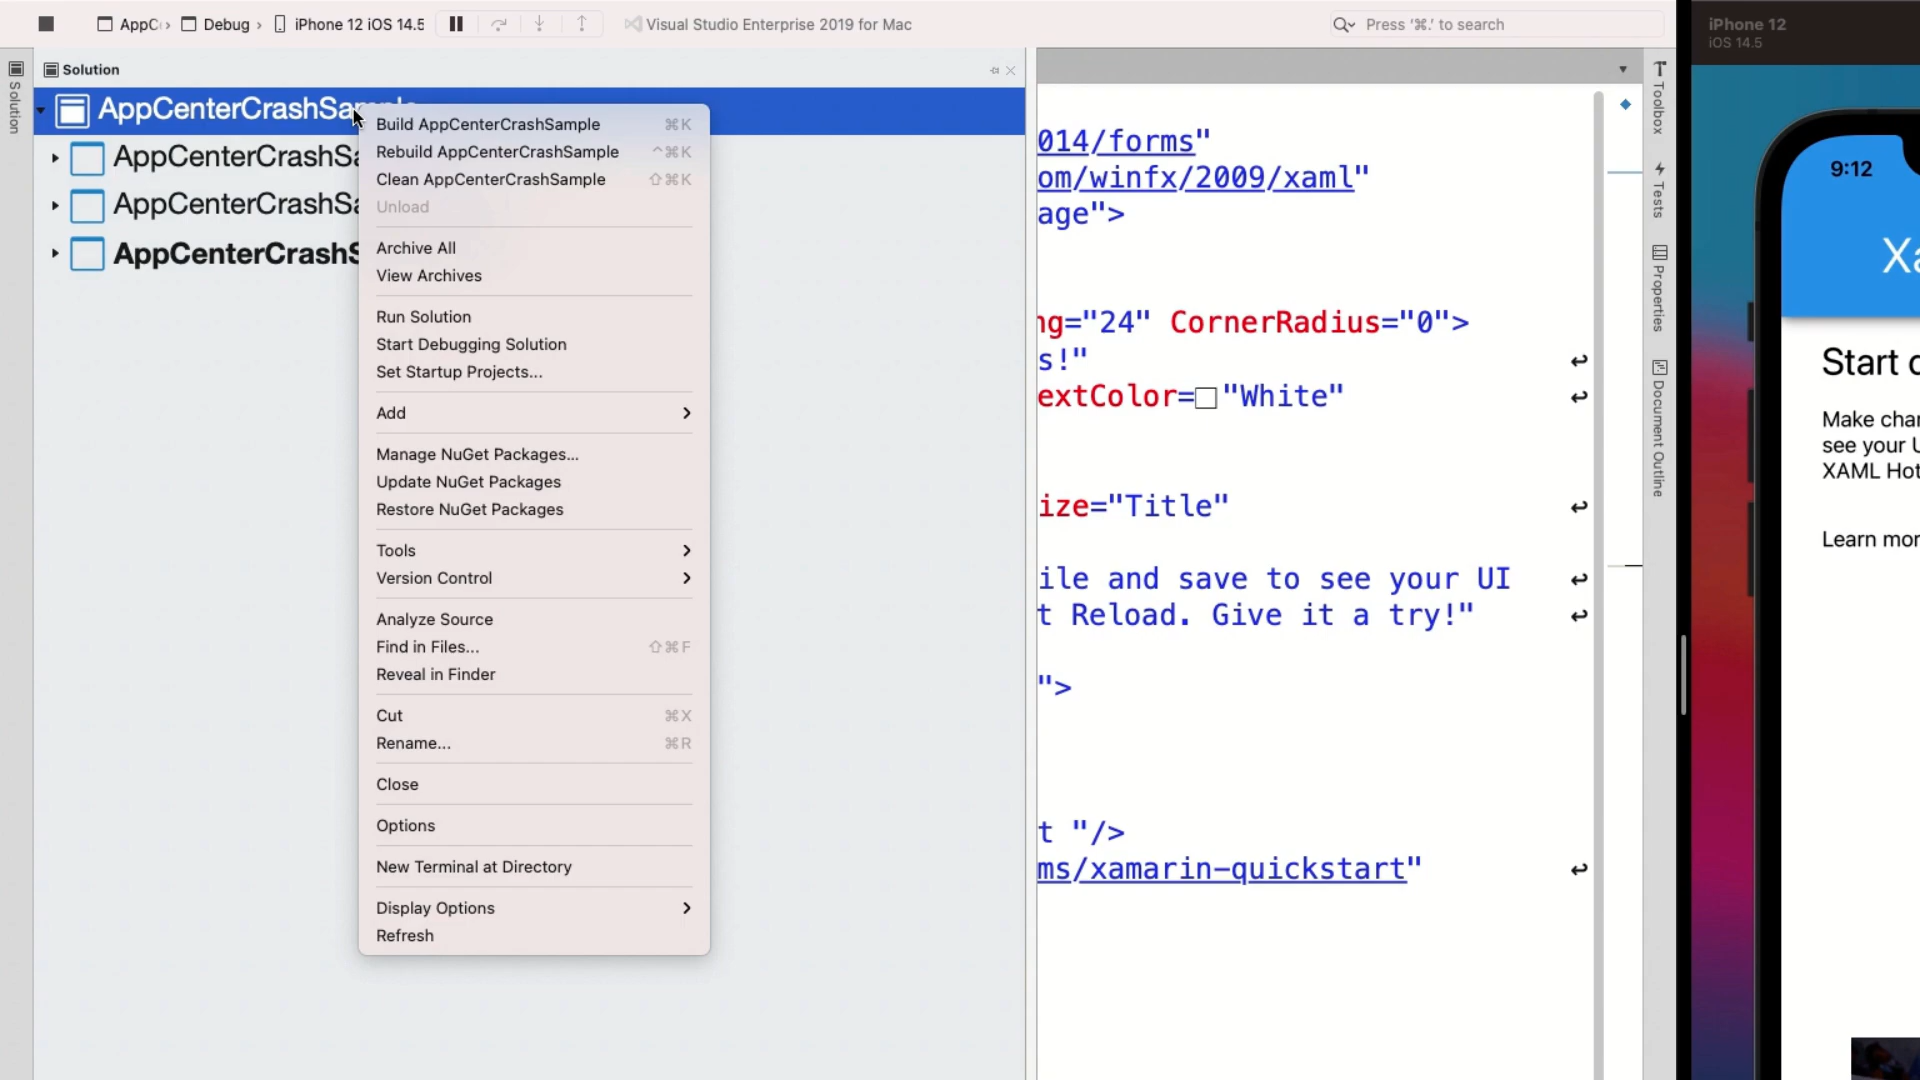 AppC
Debug
iPhone 12 iOS 14.5
Visual Studio Enterprise 2019 for Mac
Press '⌘.' to search
Solution
Solution
AppCenterCrashSample
AppCenterCrashSa
AppCenterCrashSa
AppCenterCrashS
Build AppCenterCrashSample ⌘K
Rebuild AppCenterCrashSample ^⌘K
Clean AppCenterCrashSample ⇧⌘K
Unload
Archive All
View Archives
Run Solution
Start Debugging Solution
Set Startup Projects...
Add
Manage NuGet Packages...
Update NuGet Packages
Restore NuGet Packages
Tools
Version Control
Analyze Source
Find in Files... ⇧⌘F
Reveal in Finder
Cut ⌘X
Rename... ⌘R
Close
Options
New Terminal at Directory
Display Options
Refresh
014/forms"
om/winfx/2009/xaml"
age">
ng="24" CornerRadius="0">
s!"
extColor="White"
ize="Title"
ile and save to see your UI
t Reload. Give it a try!"
">
t "/>
ms/xamarin-quickstart"
Toolbox
Tests
Properties
Document Outline
iPhone 12
iOS 14.5
9:12
Xa
Start
Make char
see your U
XAML Hot
Learn mor